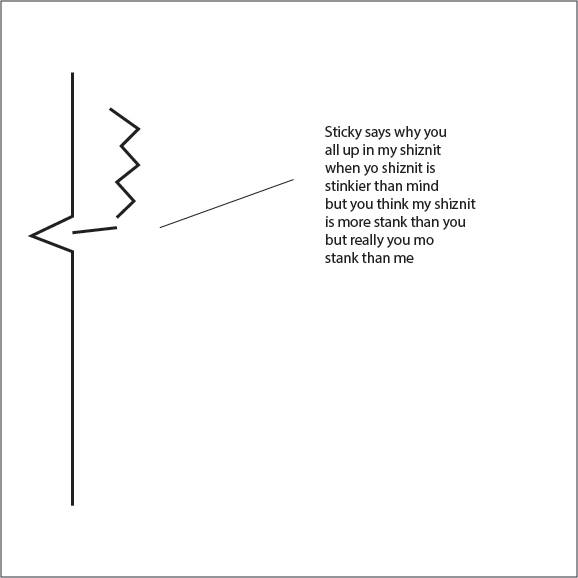 Sticky says why you
all up in my shiznit
when yo shiznit is
stinkier than mind
but you think my shiznit
is more stank than you
but really you mo
stank than me